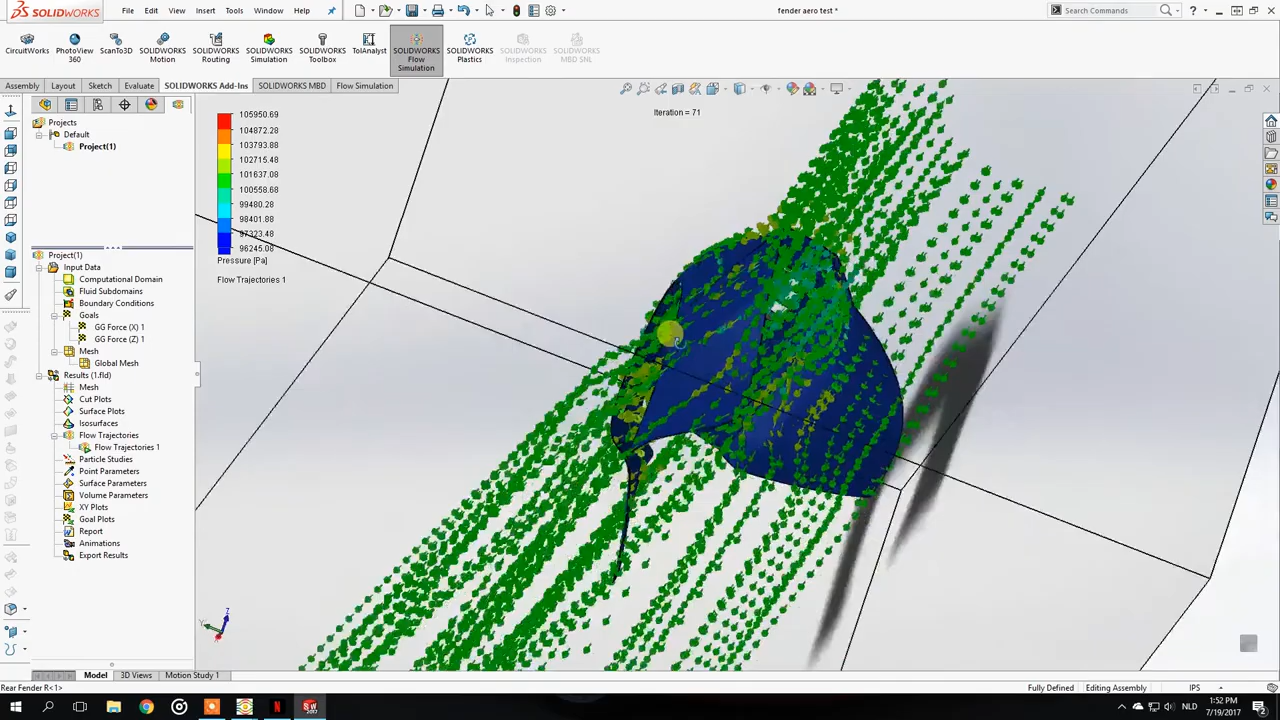 SOLIDWORKS
File Edit View Insert Tools Window Help
fender aero test *
Search Commands
CircuitWorks
PhotoView 360
ScanTo3D
SOLIDWORKS Motion
SOLIDWORKS Routing
SOLIDWORKS Simulation
SOLIDWORKS Toolbox
TolAnalyst
SOLIDWORKS Flow Simulation
SOLIDWORKS Plastics
SOLIDWORKS Inspection
SOLIDWORKS MBD SNL
Assembly Layout Sketch Evaluate SOLIDWORKS Add-Ins SOLIDWORKS MBD Flow Simulation
Projects
Default
Project(1)
Project(1)
Input Data
Computational Domain
Fluid Subdomains
Boundary Conditions
Goals
GG Force (X) 1
GG Force (Z) 1
Mesh
Global Mesh
Results (1.fld)
Mesh
Cut Plots
Surface Plots
Isosurfaces
Flow Trajectories
Flow Trajectories 1
Particle Studies
Point Parameters
Surface Parameters
Volume Parameters
XY Plots
Goal Plots
Report
Animations
Export Results
105950.69
104872.28
103793.88
102715.48
101637.08
100558.68
99480.28
98401.88
97323.48
96245.08
Pressure [Pa]
Flow Trajectories 1
Iteration = 71
Z
Y
X
Model 3D Views Motion Study 1
Rear Fender R<1>
Fully Defined Editing Assembly IPS
NLD
1:52 PM
7/19/2017